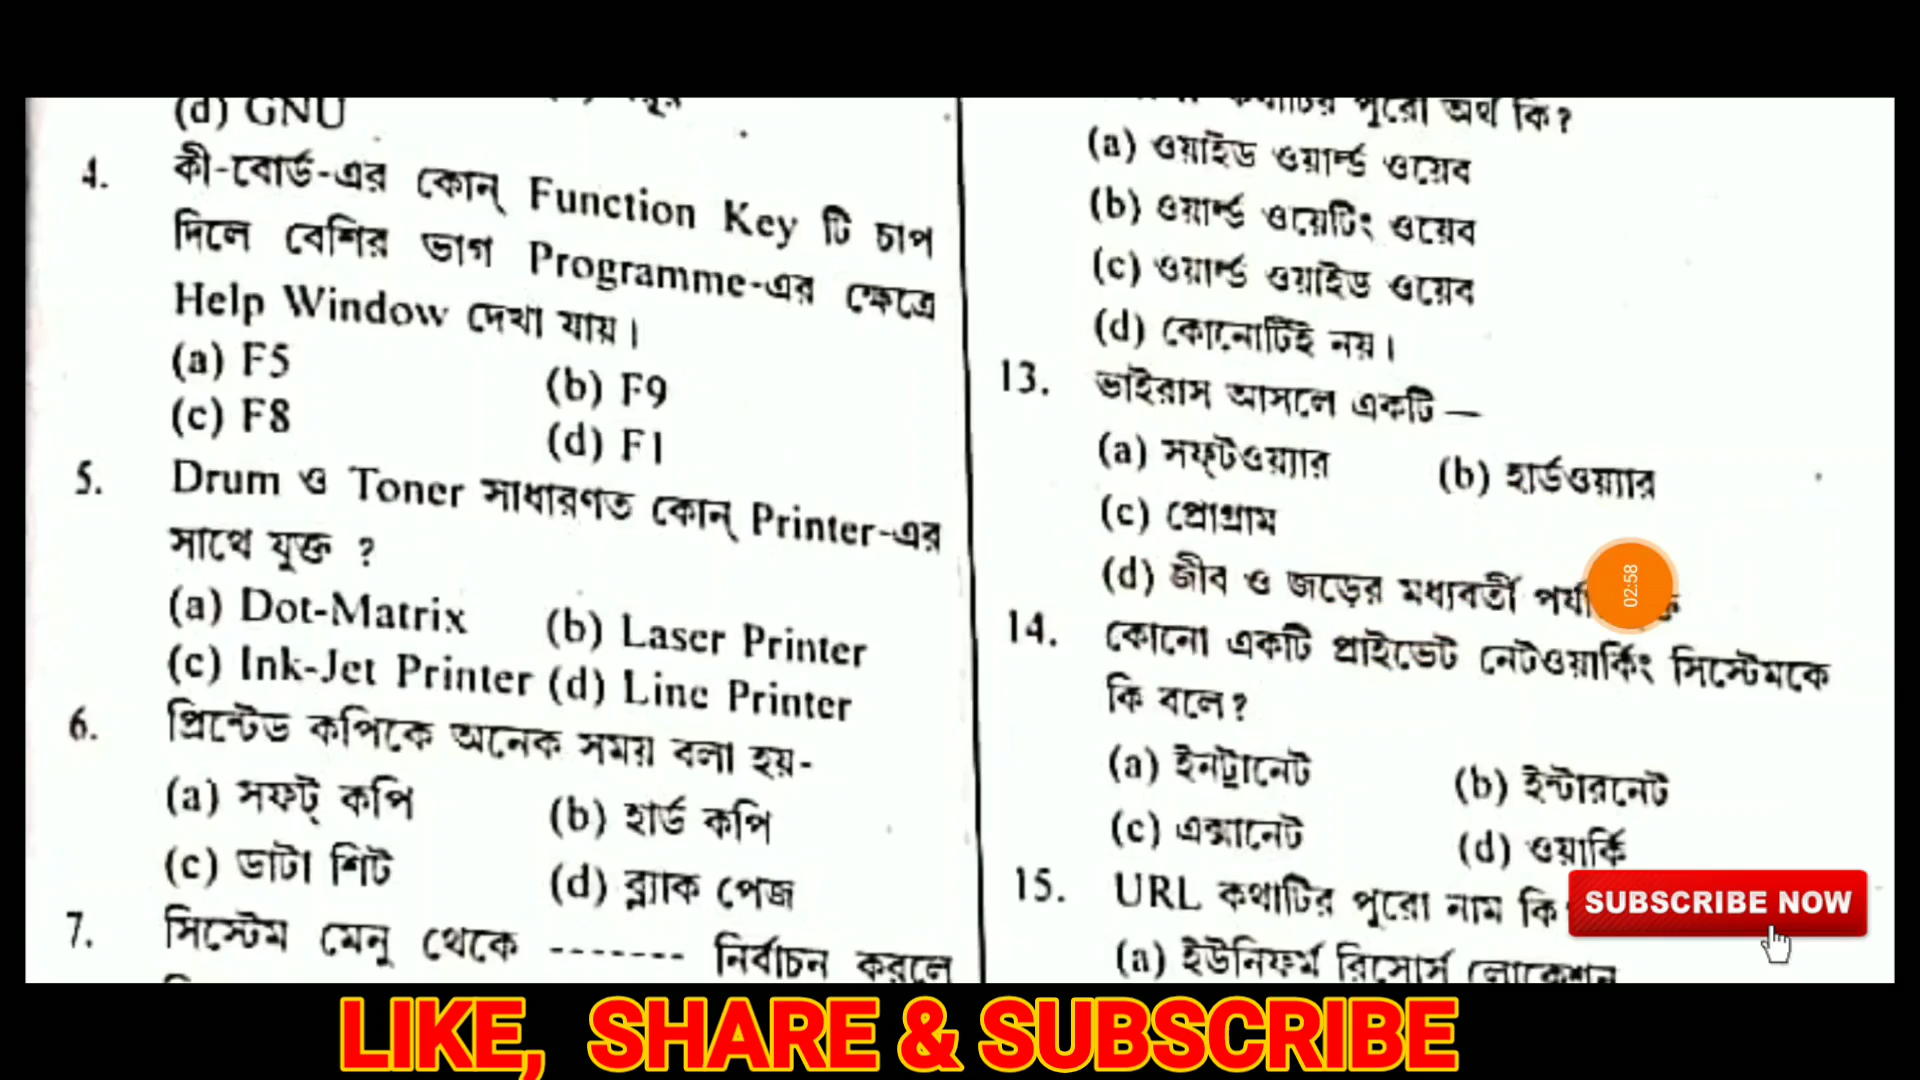 (d) GNU
4. কী-বোর্ড-এর কোন্ Function Key টি চাপ
দিলে বেশির ভাগ Programme-এর ক্ষেত্রে
Help Window দেখা যায়।
(a) F5 (b) F9
(c) F8 (d) F1
5. Drum ও Toner সাধারণত কোন্ Printer-এর
সাথে যুক্ত ?
(a) Dot-Matrix (b) Laser Printer
(c) Ink-Jet Printer (d) Line Printer
6. প্রিন্টেড কপিকে অনেক সময় বলা হয়-
(a) সফট্ কপি (b) হার্ড কপি
(c) ডাটা শিট (d) ব্ল্যাক পেজ
7. সিস্টেম মেনু থেকে ------- নির্বাচন করলে
কথাটির পুরো অর্থ কি?
(a) ওয়াইড ওয়ার্ল্ড ওয়েব
(b) ওয়ার্ল্ড ওয়েটিং ওয়েব
(c) ওয়ার্ল্ড ওয়াইড ওয়েব
(d) কোনোটিই নয়।
13. ভাইরাস আসলে একটি —
(a) সফ্টওয়্যার (b) হার্ডওয়্যার
(c) প্রোগ্রাম
(d) জীব ও জড়ের মধ্যবর্তী
14. কোনো একটি প্রাইভেট নেটওয়ার্কিং সিস্টেমকে
কি বলে?
(a) ইনট্রানেট (b) ইন্টারনেট
(c) এক্সানেট (d) ওয়ার্কি
15. URL কথাটির পুরো নাম কি
(a) ইউনিফর্ম রিসোর্স লোকেশন
02:58
SUBSCRIBE NOW
LIKE, SHARE & SUBSCRIBE